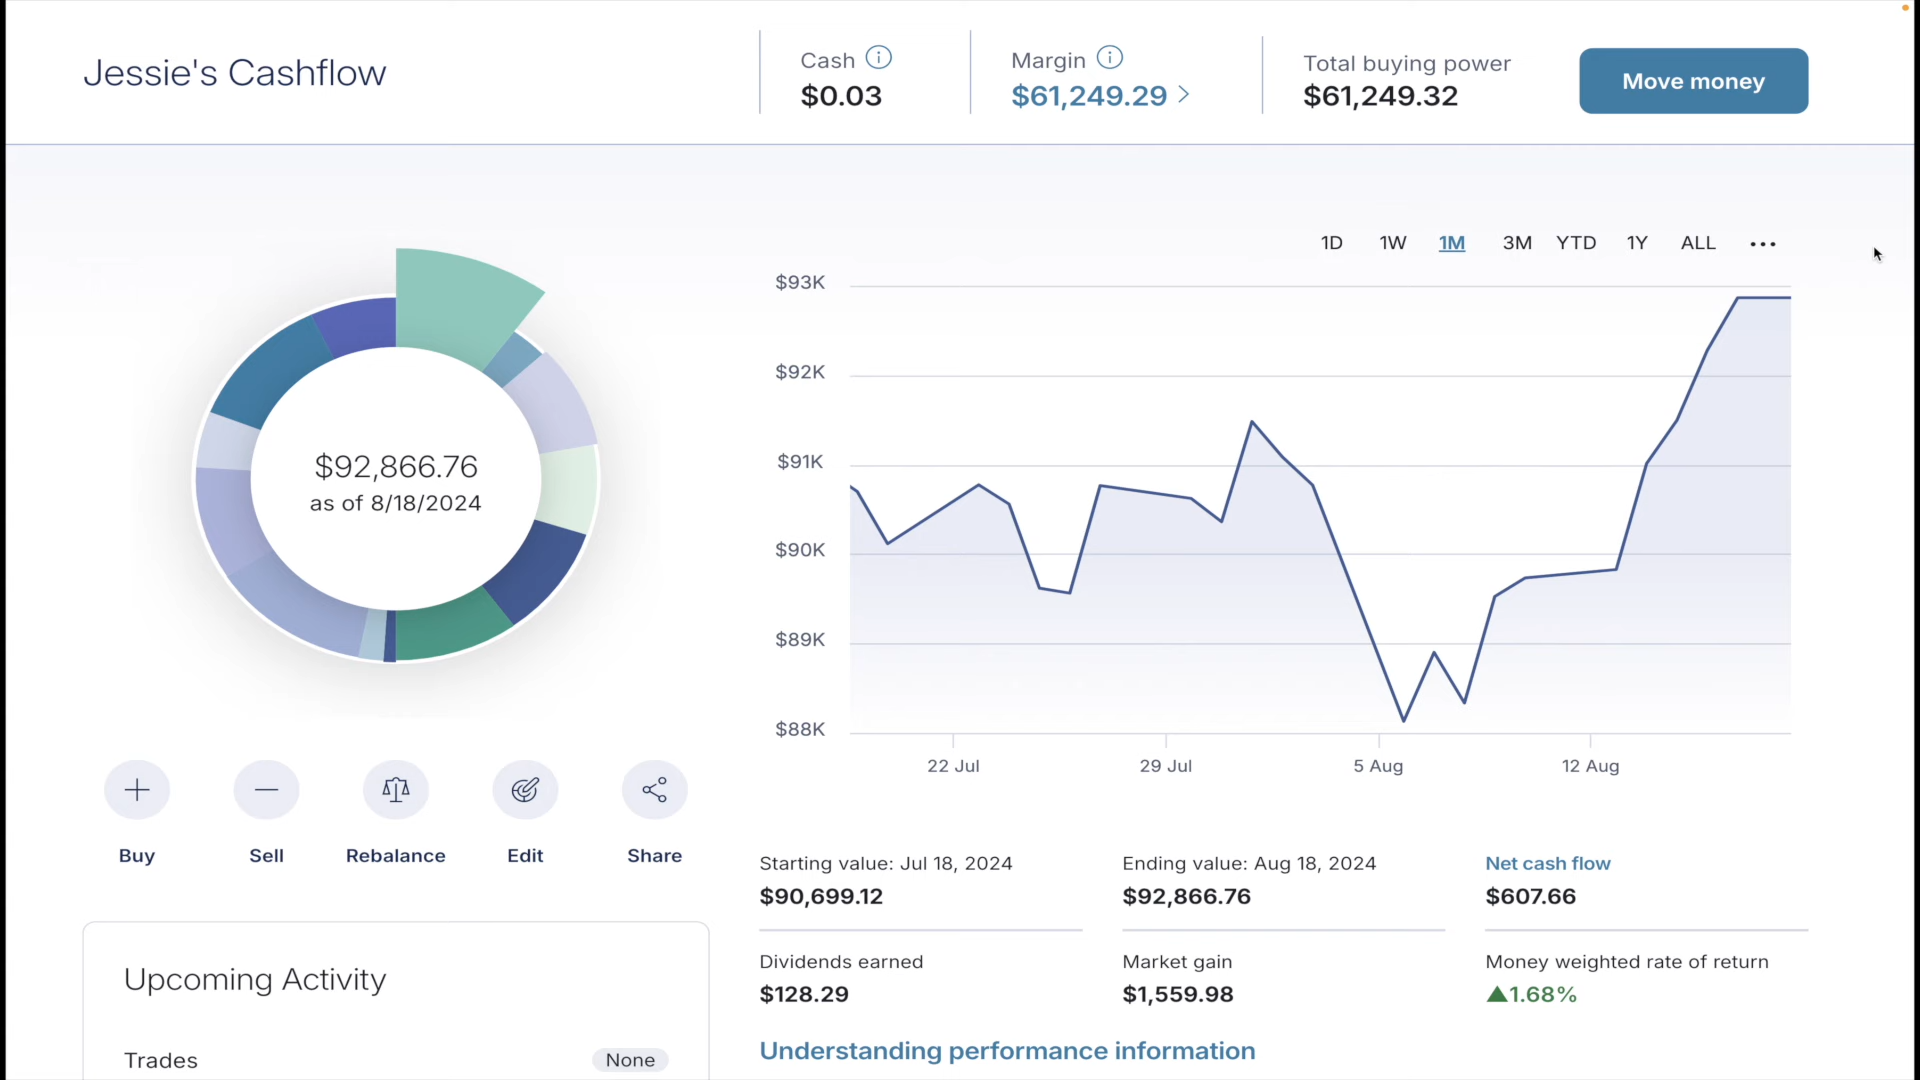 Jessie's Cashflow
Cash
$0.03
Margin
$61,249.29
Total buying power
$61,249.32
Move money
1D 1W 1M 3M YTD 1Y ALL
$93K
$92K
$91K
$90K
$89K
$88K
22 Jul 29 Jul 5 Aug 12 Aug
$92,866.76
as of 8/18/2024
Buy Sell Rebalance Edit Share
Starting value: Jul 18, 2024
$90,699.12
Ending value: Aug 18, 2024
$92,866.76
Net cash flow
$607.66
Dividends earned
$128.29
Market gain
$1,559.98
Money weighted rate of return
▲1.68%
Understanding performance information
Upcoming Activity
Trades None